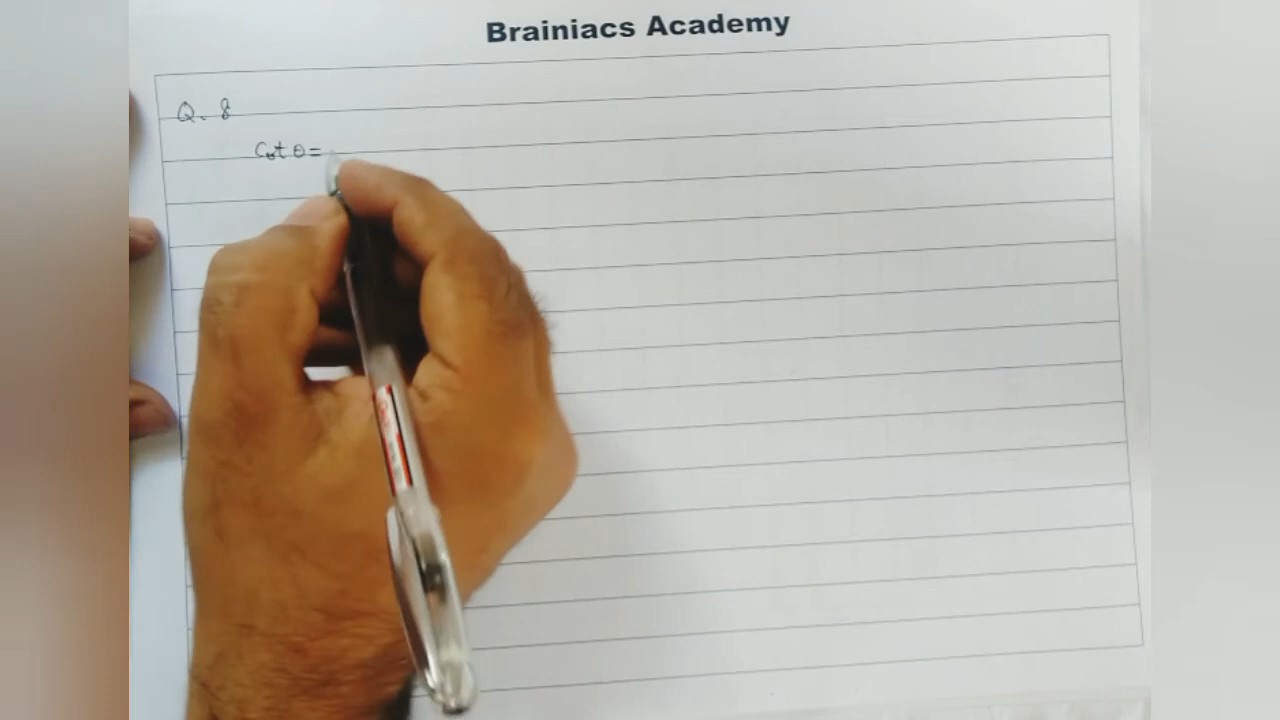 Brainiacs Academy
Q. 8
Cot θ =